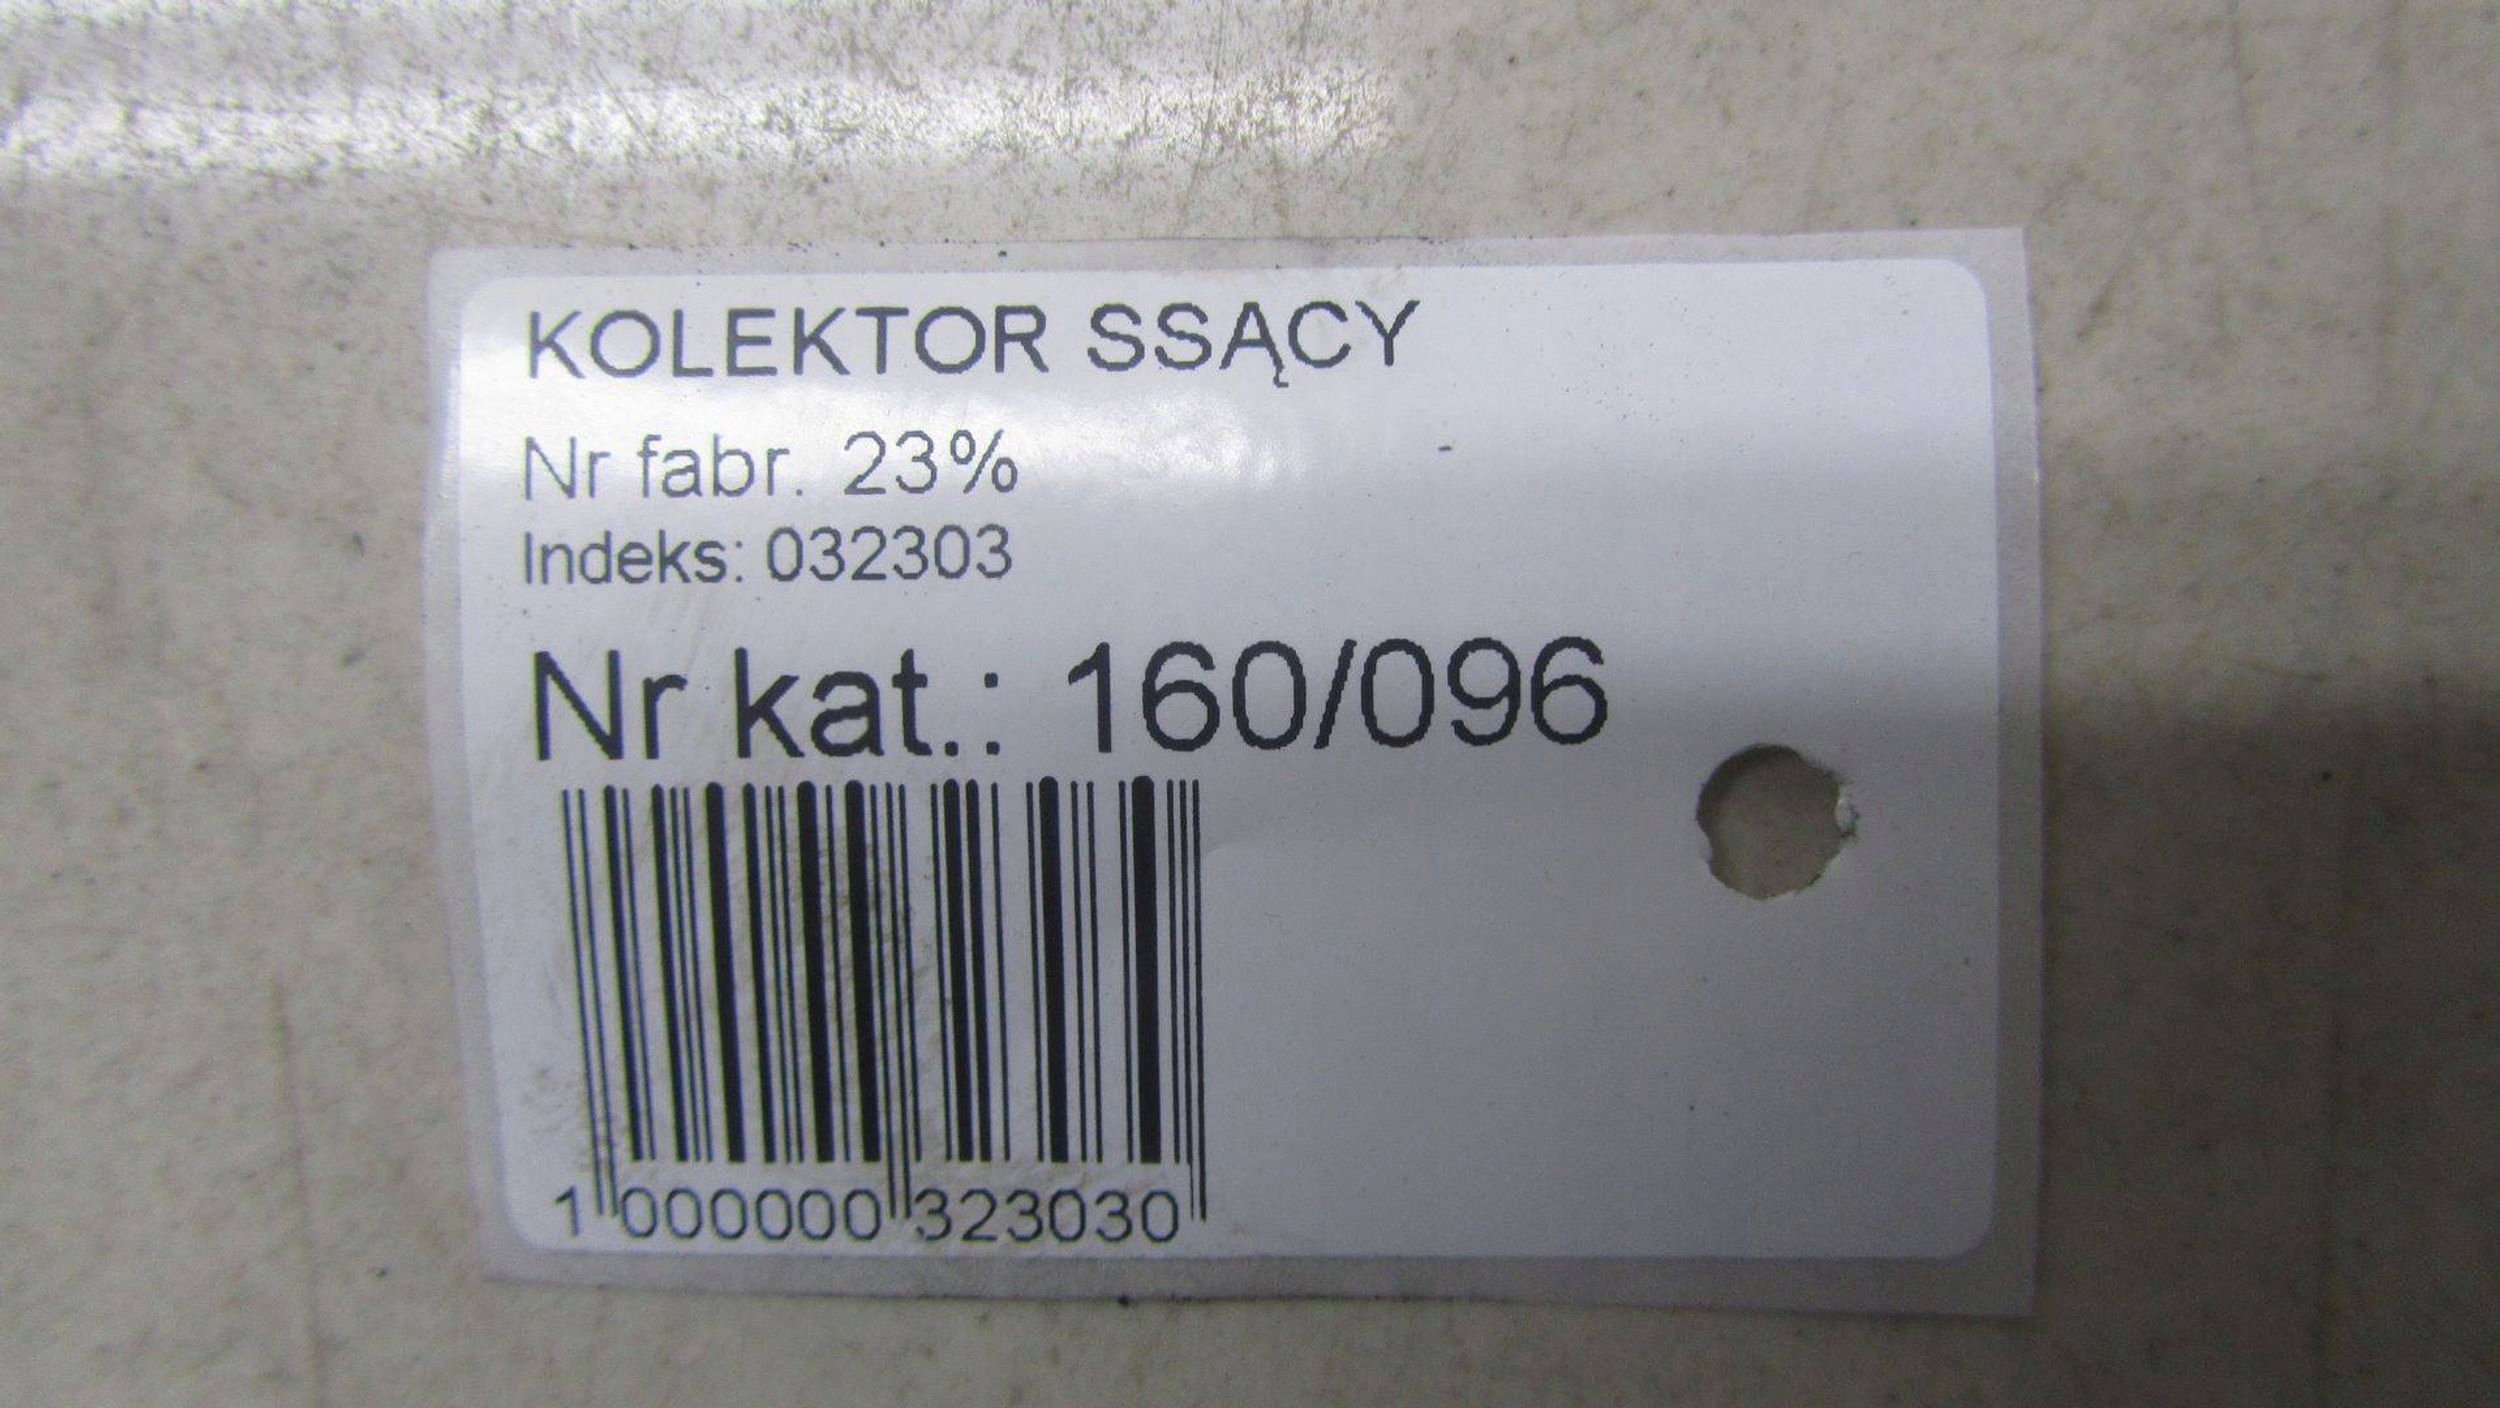 KOLEKTOR SSĄCY
Nr fabr. 23%
Indeks: 032303
Nr kat.: 160/096
1 000000 323030